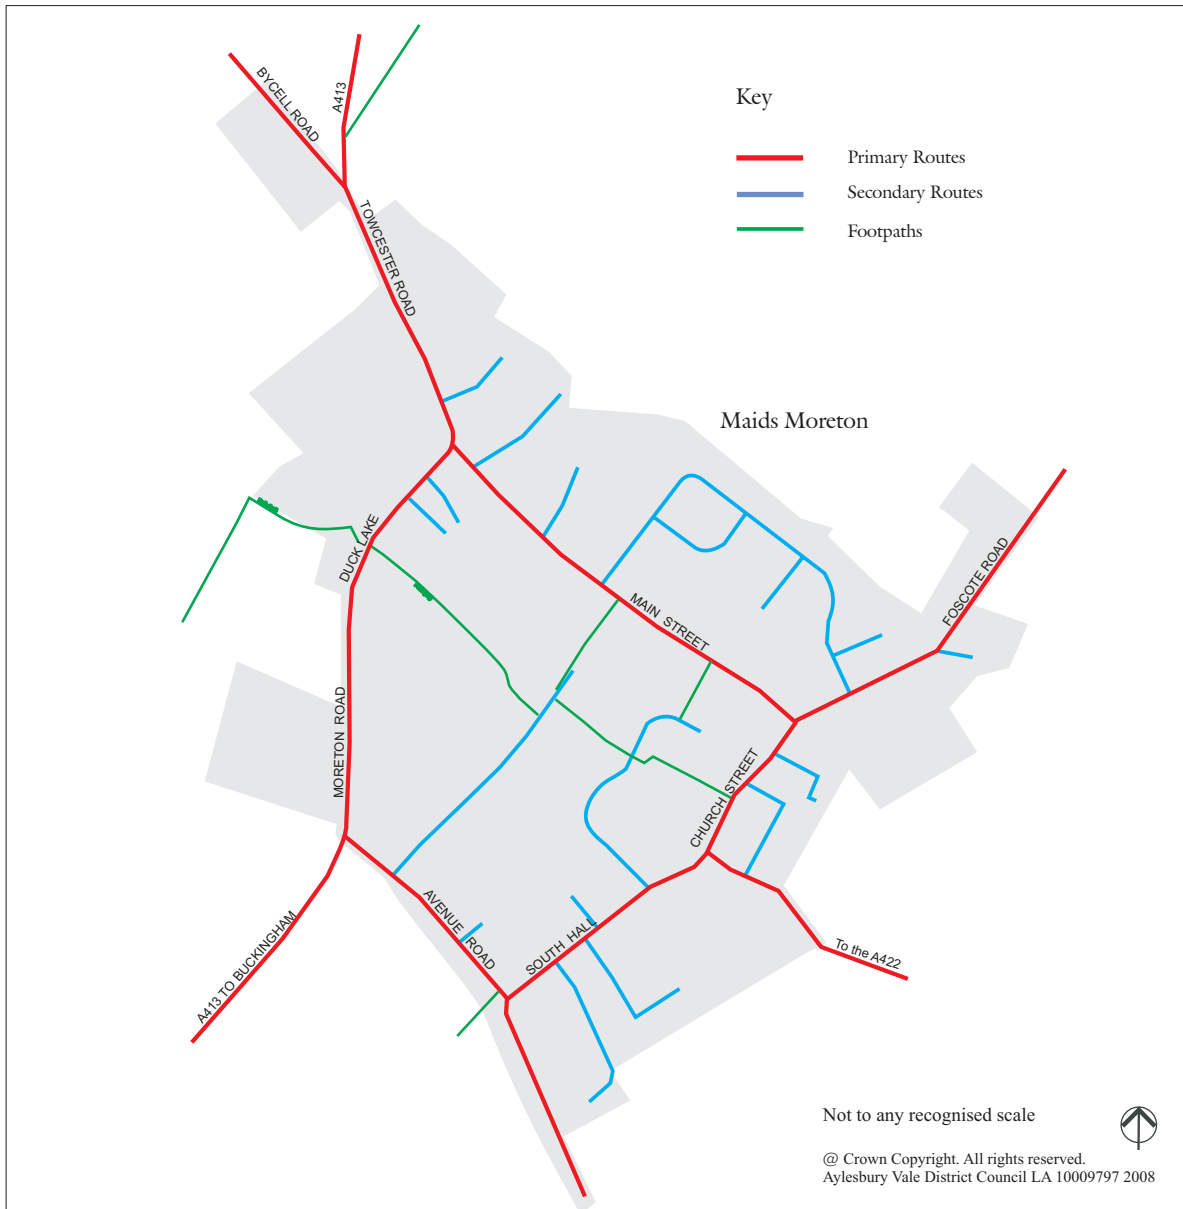 BYCELL ROAD
A413
Key
Primary Routes
Secondary Routes
Footpaths
TOWCESTER ROAD
Maids Moreton
DUCK LAKE
FOSCOTE ROAD
MAIN STREET
MORETON ROAD
CHURCH STREET
AVENUE ROAD
SOUTH HALL
A413 TO BUCKINGHAM
To the A422
Not to any recognised scale
@ Crown Copyright. All rights reserved.
Aylesbury Vale District Council LA 10009797 2008